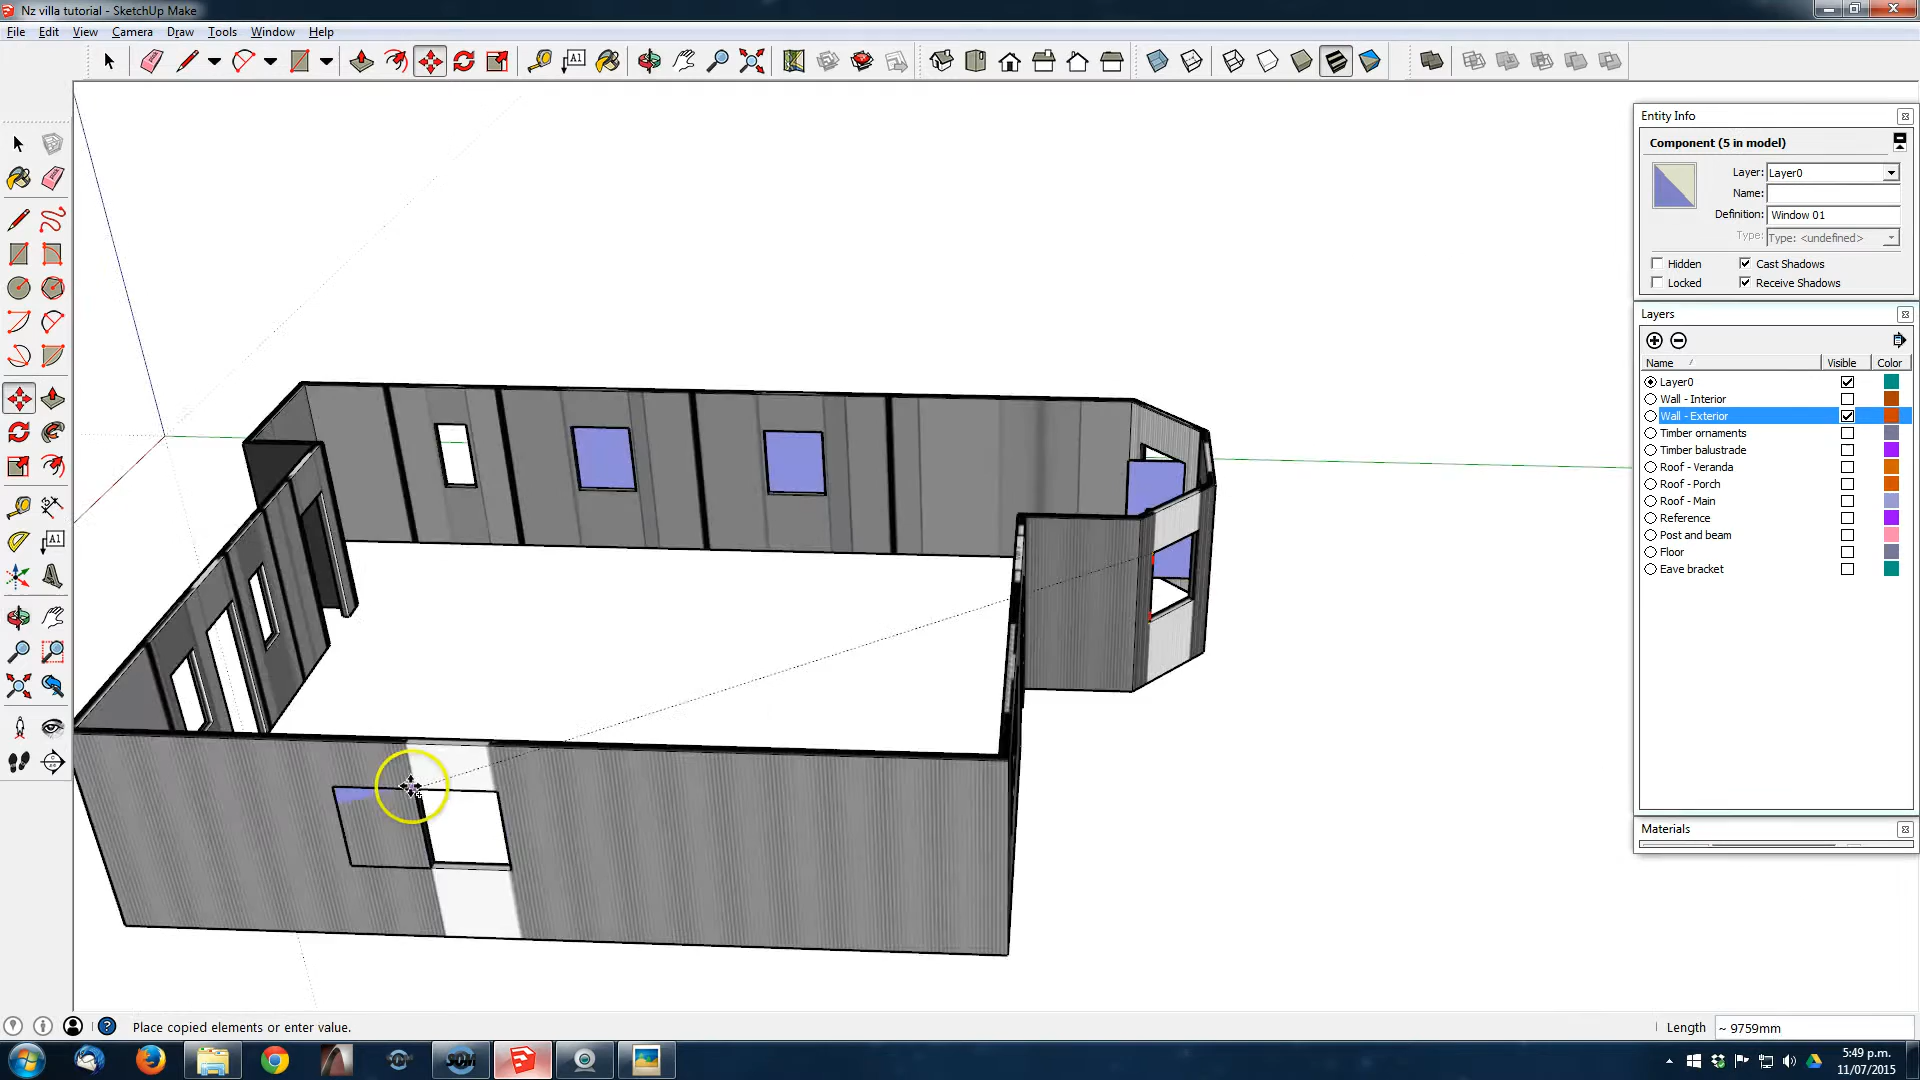 Nz villa tutorial - SketchUp Make
File Edit View Camera Draw Tools Window Help
A1
Entity Info
Component (5 in model)
Layer: Layer0
Name:
Definition: Window 01
Type: Type: <undefined>
Hidden Cast Shadows
Locked Receive Shadows
Layers
Name Visible Color
Layer0
Wall - Interior
Wall - Exterior
Timber ornaments
Timber balustrade
Roof - Veranda
Roof - Porch
Roof - Main
Reference
Post and beam
Floor
Eave bracket
A1
Materials
Place copied elements or enter value.
Length ~ 9759mm
5:49 p.m.
11/07/2015